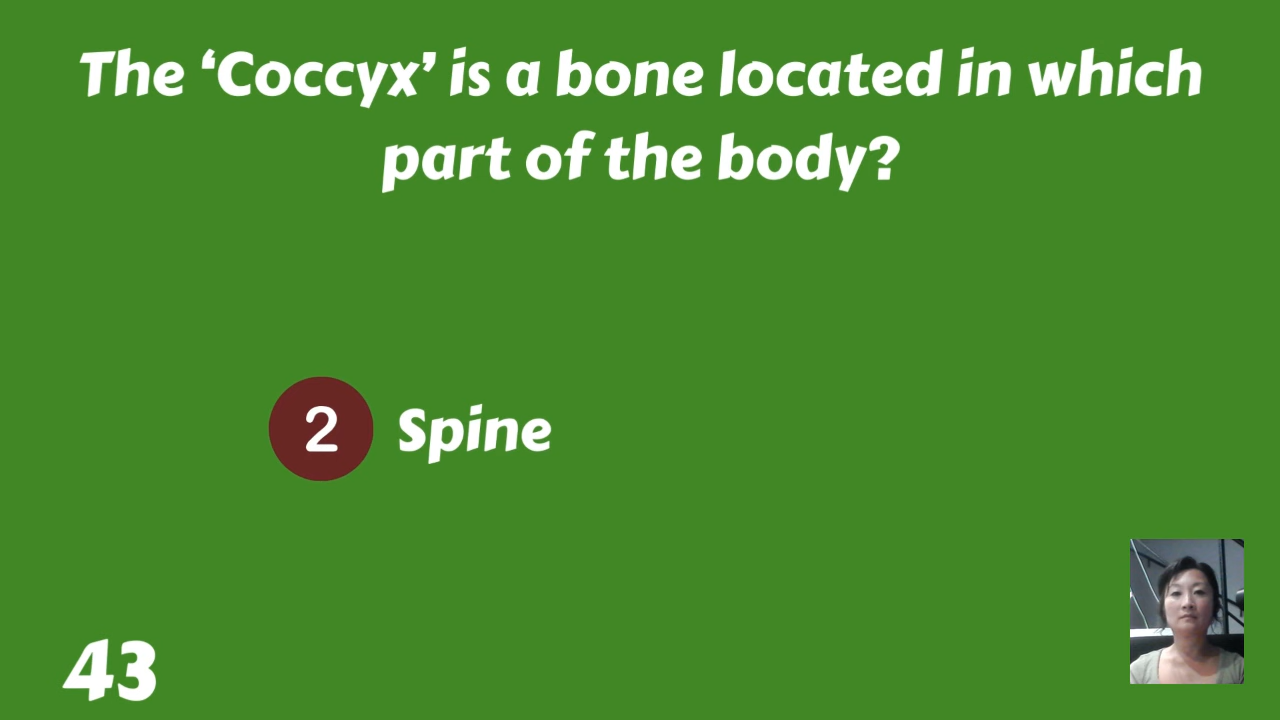 The ‘Coccyx’ is a bone located in which
part of the body?
2 Spine
43